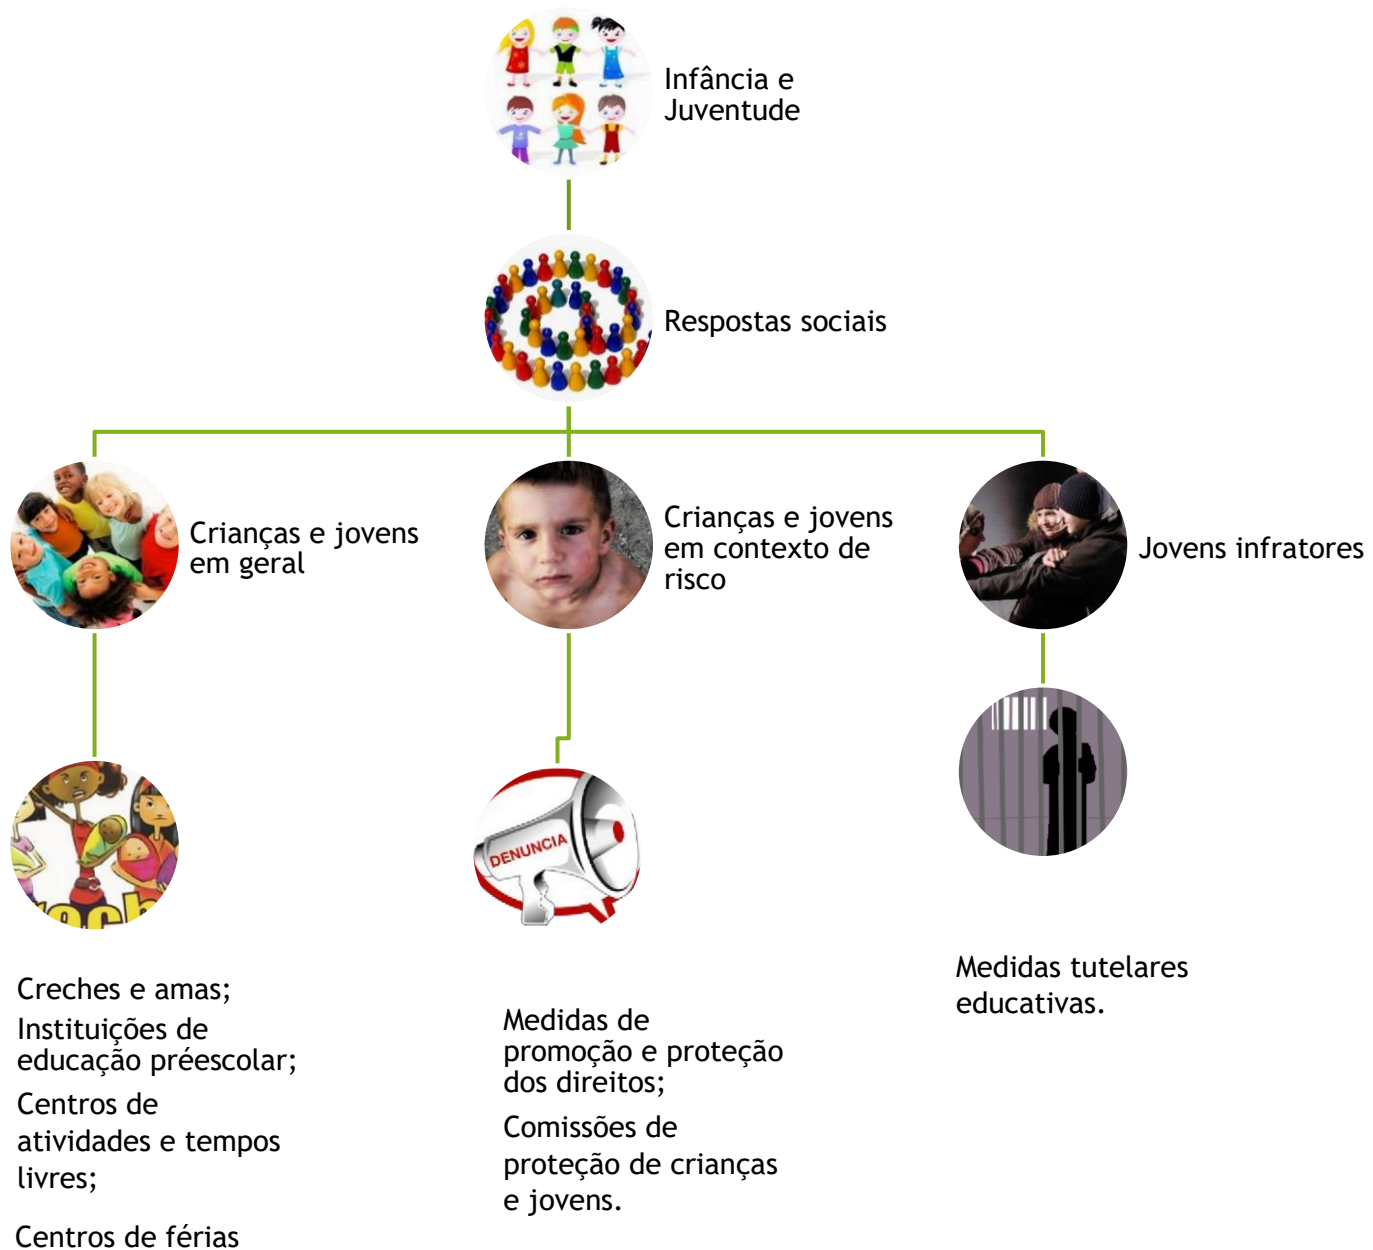 Infância e
Juventude
Respostas sociais
Crianças e jovens
em geral
Crianças e jovens
em contexto de
risco
Jovens infratores
DENUNCIA
Creches e amas;
Instituições de
educação préescolar;
Centros de
atividades e tempos
livres;
Centros de férias
Medidas de
promoção e proteção
dos direitos;
Comissões de
proteção de crianças
e jovens.
Medidas tutelares
educativas.